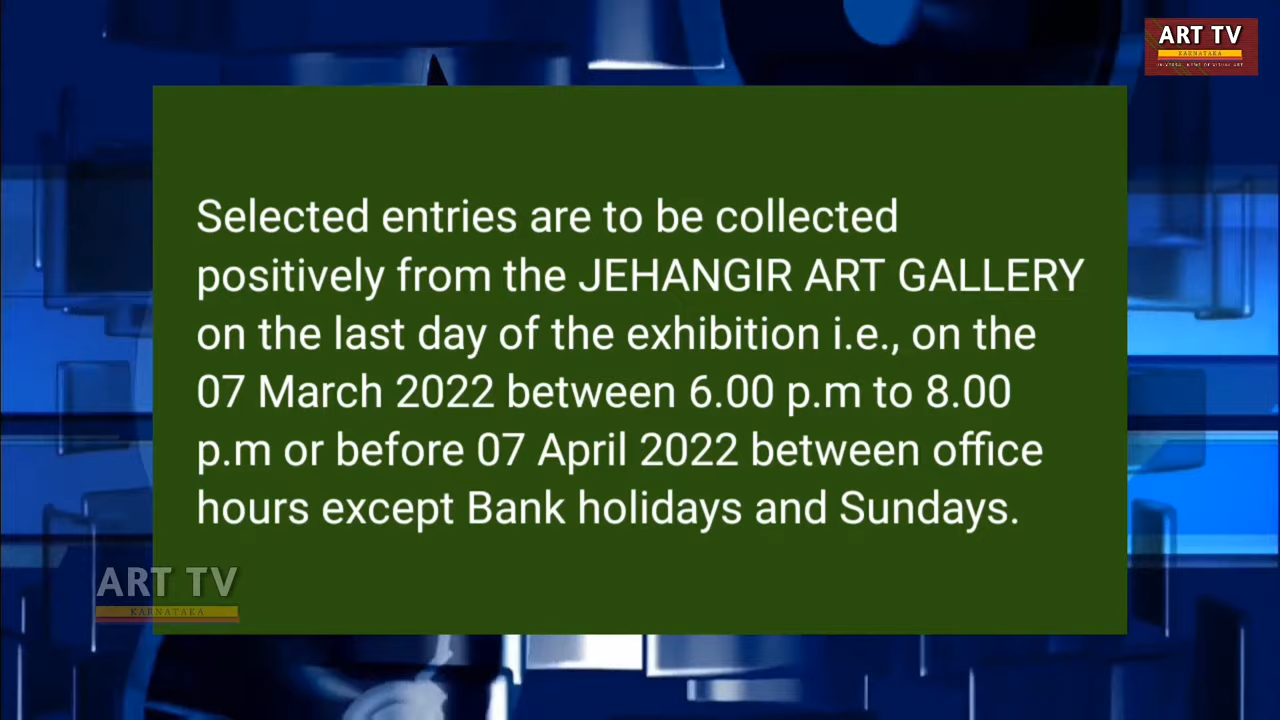 ART TV
KARNATAKA
Selected entries are to be collected
positively from the JEHANGIR ART GALLERY
on the last day of the exhibition i.e., on the
07 March 2022 between 6.00 p.m to 8.00
p.m or before 07 April 2022 between office
hours except Bank holidays and Sundays.
ART TV
KARNATAKA